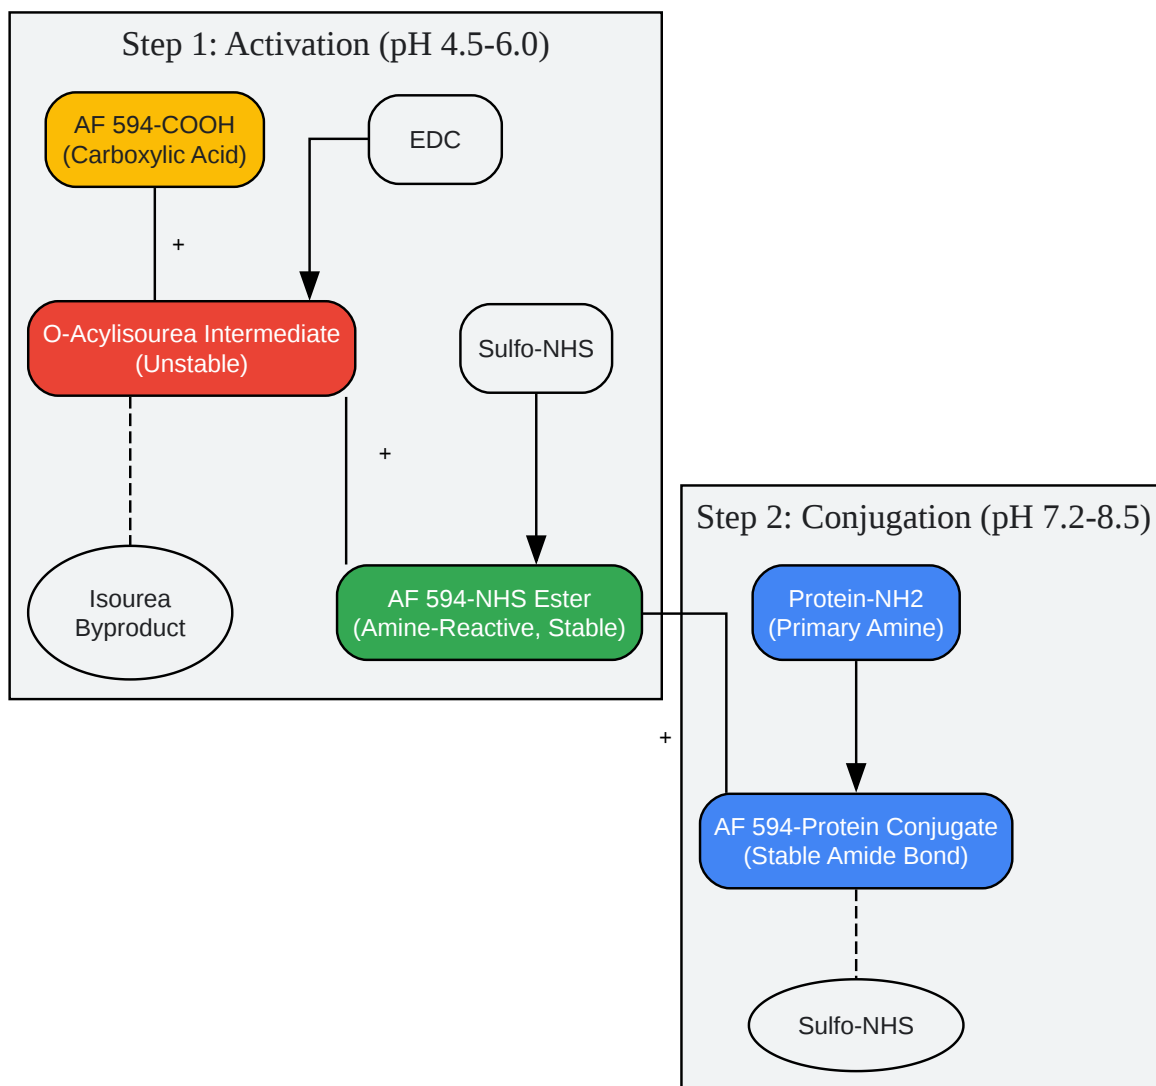 Step 1: Activation (pH 4.5-6.0)
AF 594-COOH
(Carboxylic Acid)
EDC
+
O-Acylisourea Intermediate
(Unstable)
Sulfo-NHS
+
Isourea
Byproduct
AF 594-NHS Ester
(Amine-Reactive, Stable)
Step 2: Conjugation (pH 7.2-8.5)
Protein-NH2
(Primary Amine)
+
AF 594-Protein Conjugate
(Stable Amide Bond)
Sulfo-NHS